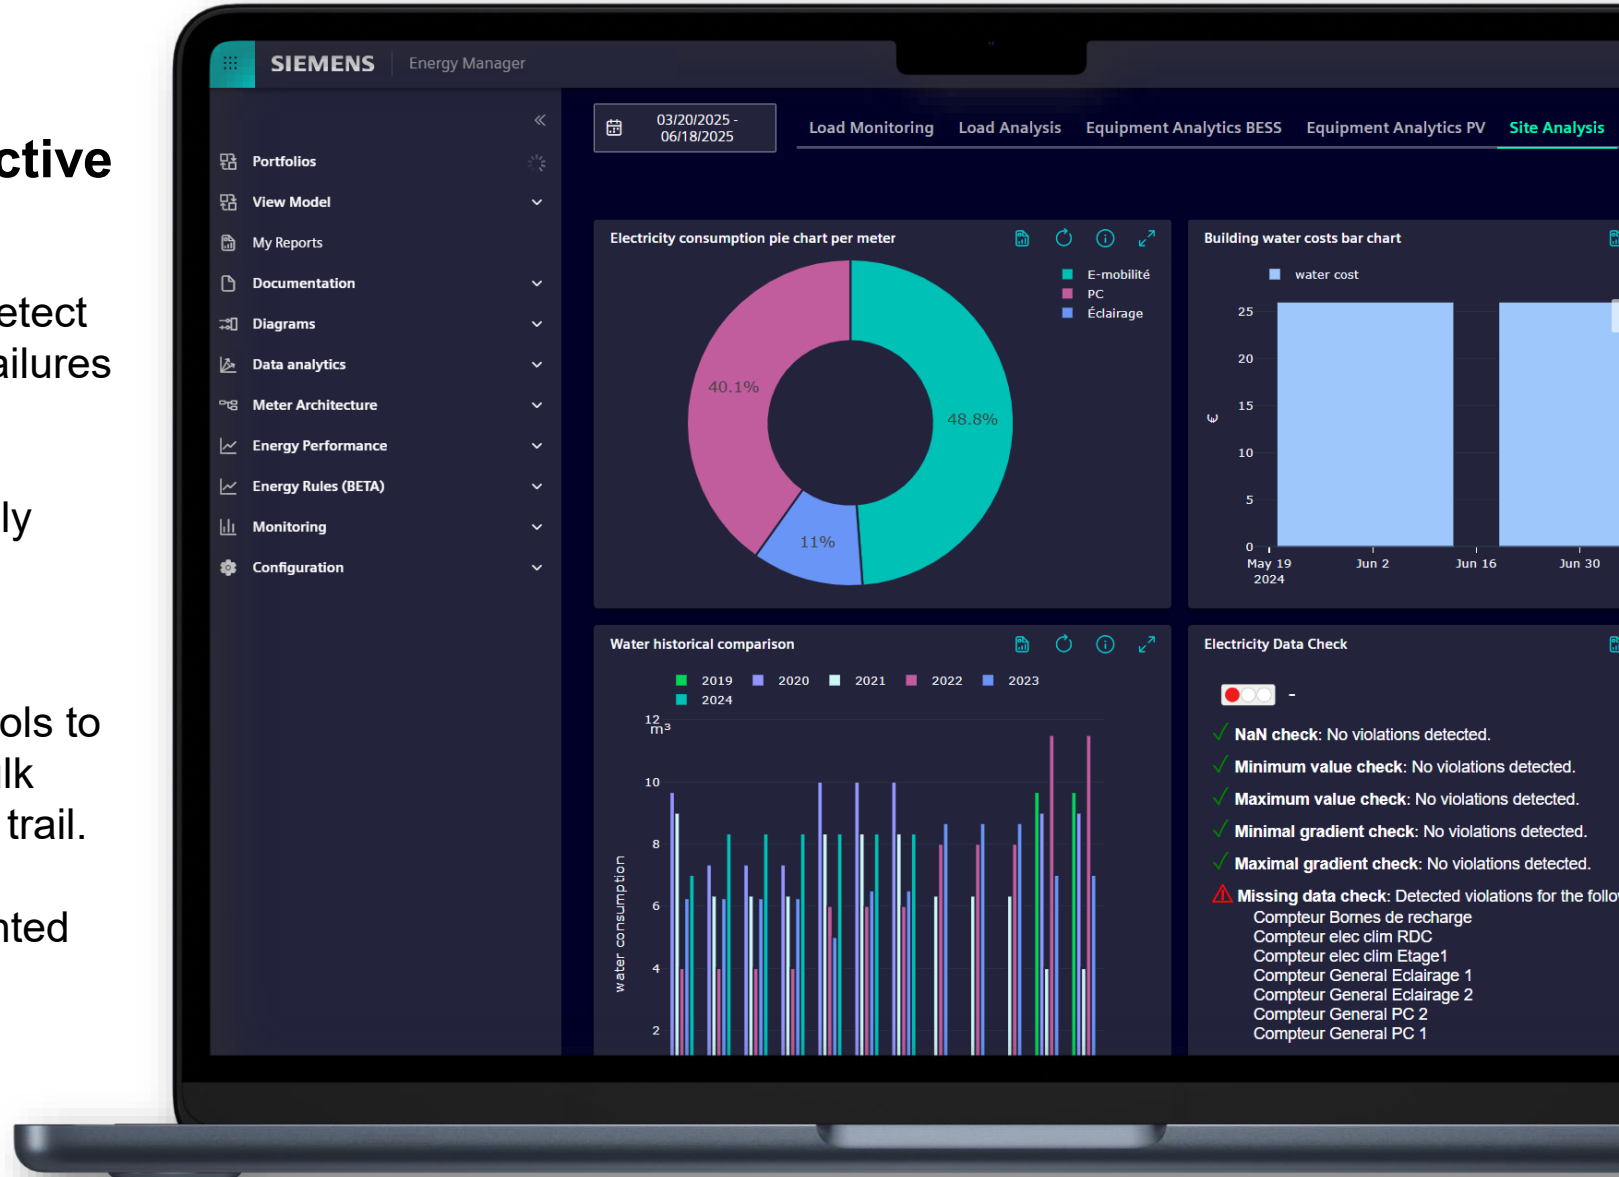 ctive
etect
ailures
ly
ols to
ulk
trail.
nted
SIEMENS
Energy Manager
Portfolios
View Model
My Reports
Documentation
Diagrams
Data analytics
Meter Architecture
Energy Performance
Energy Rules (BETA)
Monitoring
Configuration
03/20/2025 -
06/18/2025
Load Monitoring
Load Analysis
Equipment Analytics BESS
Equipment Analytics PV
Site Analysis
Electricity consumption pie chart per meter
E-mobilité
PC
Éclairage
40.1%
48.8%
11%
Building water costs bar chart
water cost
25
20
15
10
5
0
€
May 19
2024
Jun 2
Jun 16
Jun 30
Water historical comparison
2019
2020
2021
2022
2023
2024
12
m³
10
8
6
4
2
water consumption
Electricity Data Check
-
NaN check: No violations detected.
Minimum value check: No violations detected.
Maximum value check: No violations detected.
Minimal gradient check: No violations detected.
Maximal gradient check: No violations detected.
Missing data check: Detected violations for the follo
Compteur Bornes de recharge
Compteur elec clim RDC
Compteur elec clim Etage1
Compteur General Eclairage 1
Compteur General Eclairage 2
Compteur General PC 2
Compteur General PC 1